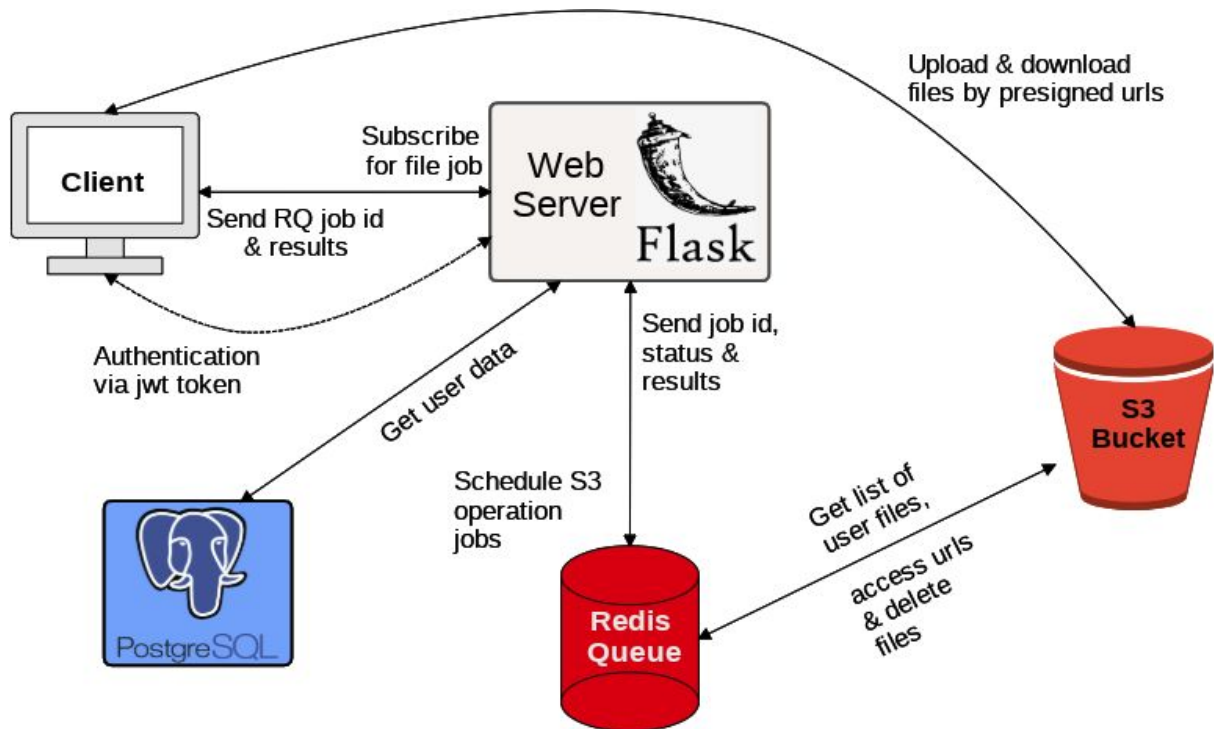 Upload & download
files by presigned urls
Client
Subscribe
for file job
Web
Server
Flask
Send RQ job id
& results
Authentication
via jwt token
Get user data
Send job id,
status &
results
S3
Bucket
Schedule S3
operation
jobs
Get list of
user files,
access urls
& delete
files
PostgreSQL
Redis
Queue